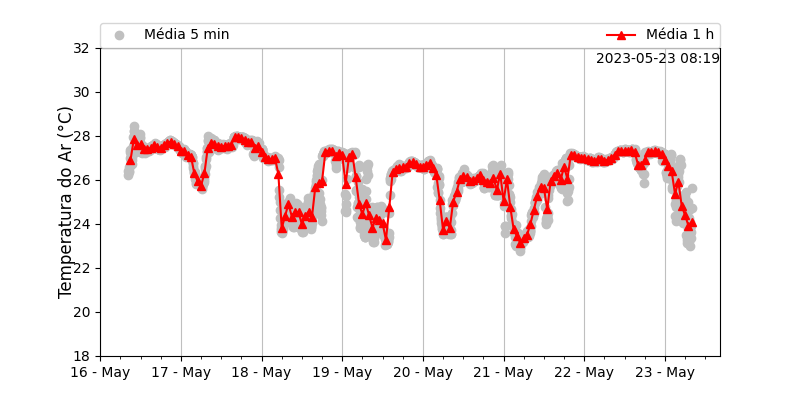 Média 5 min
Média 1 h
2023-05-23 08:19
Temperatura do Ar (°C)
32
30
28
26
24
22
20
18
16 - May
17 - May
18 - May
19 - May
20 - May
21 - May
22 - May
23 - May